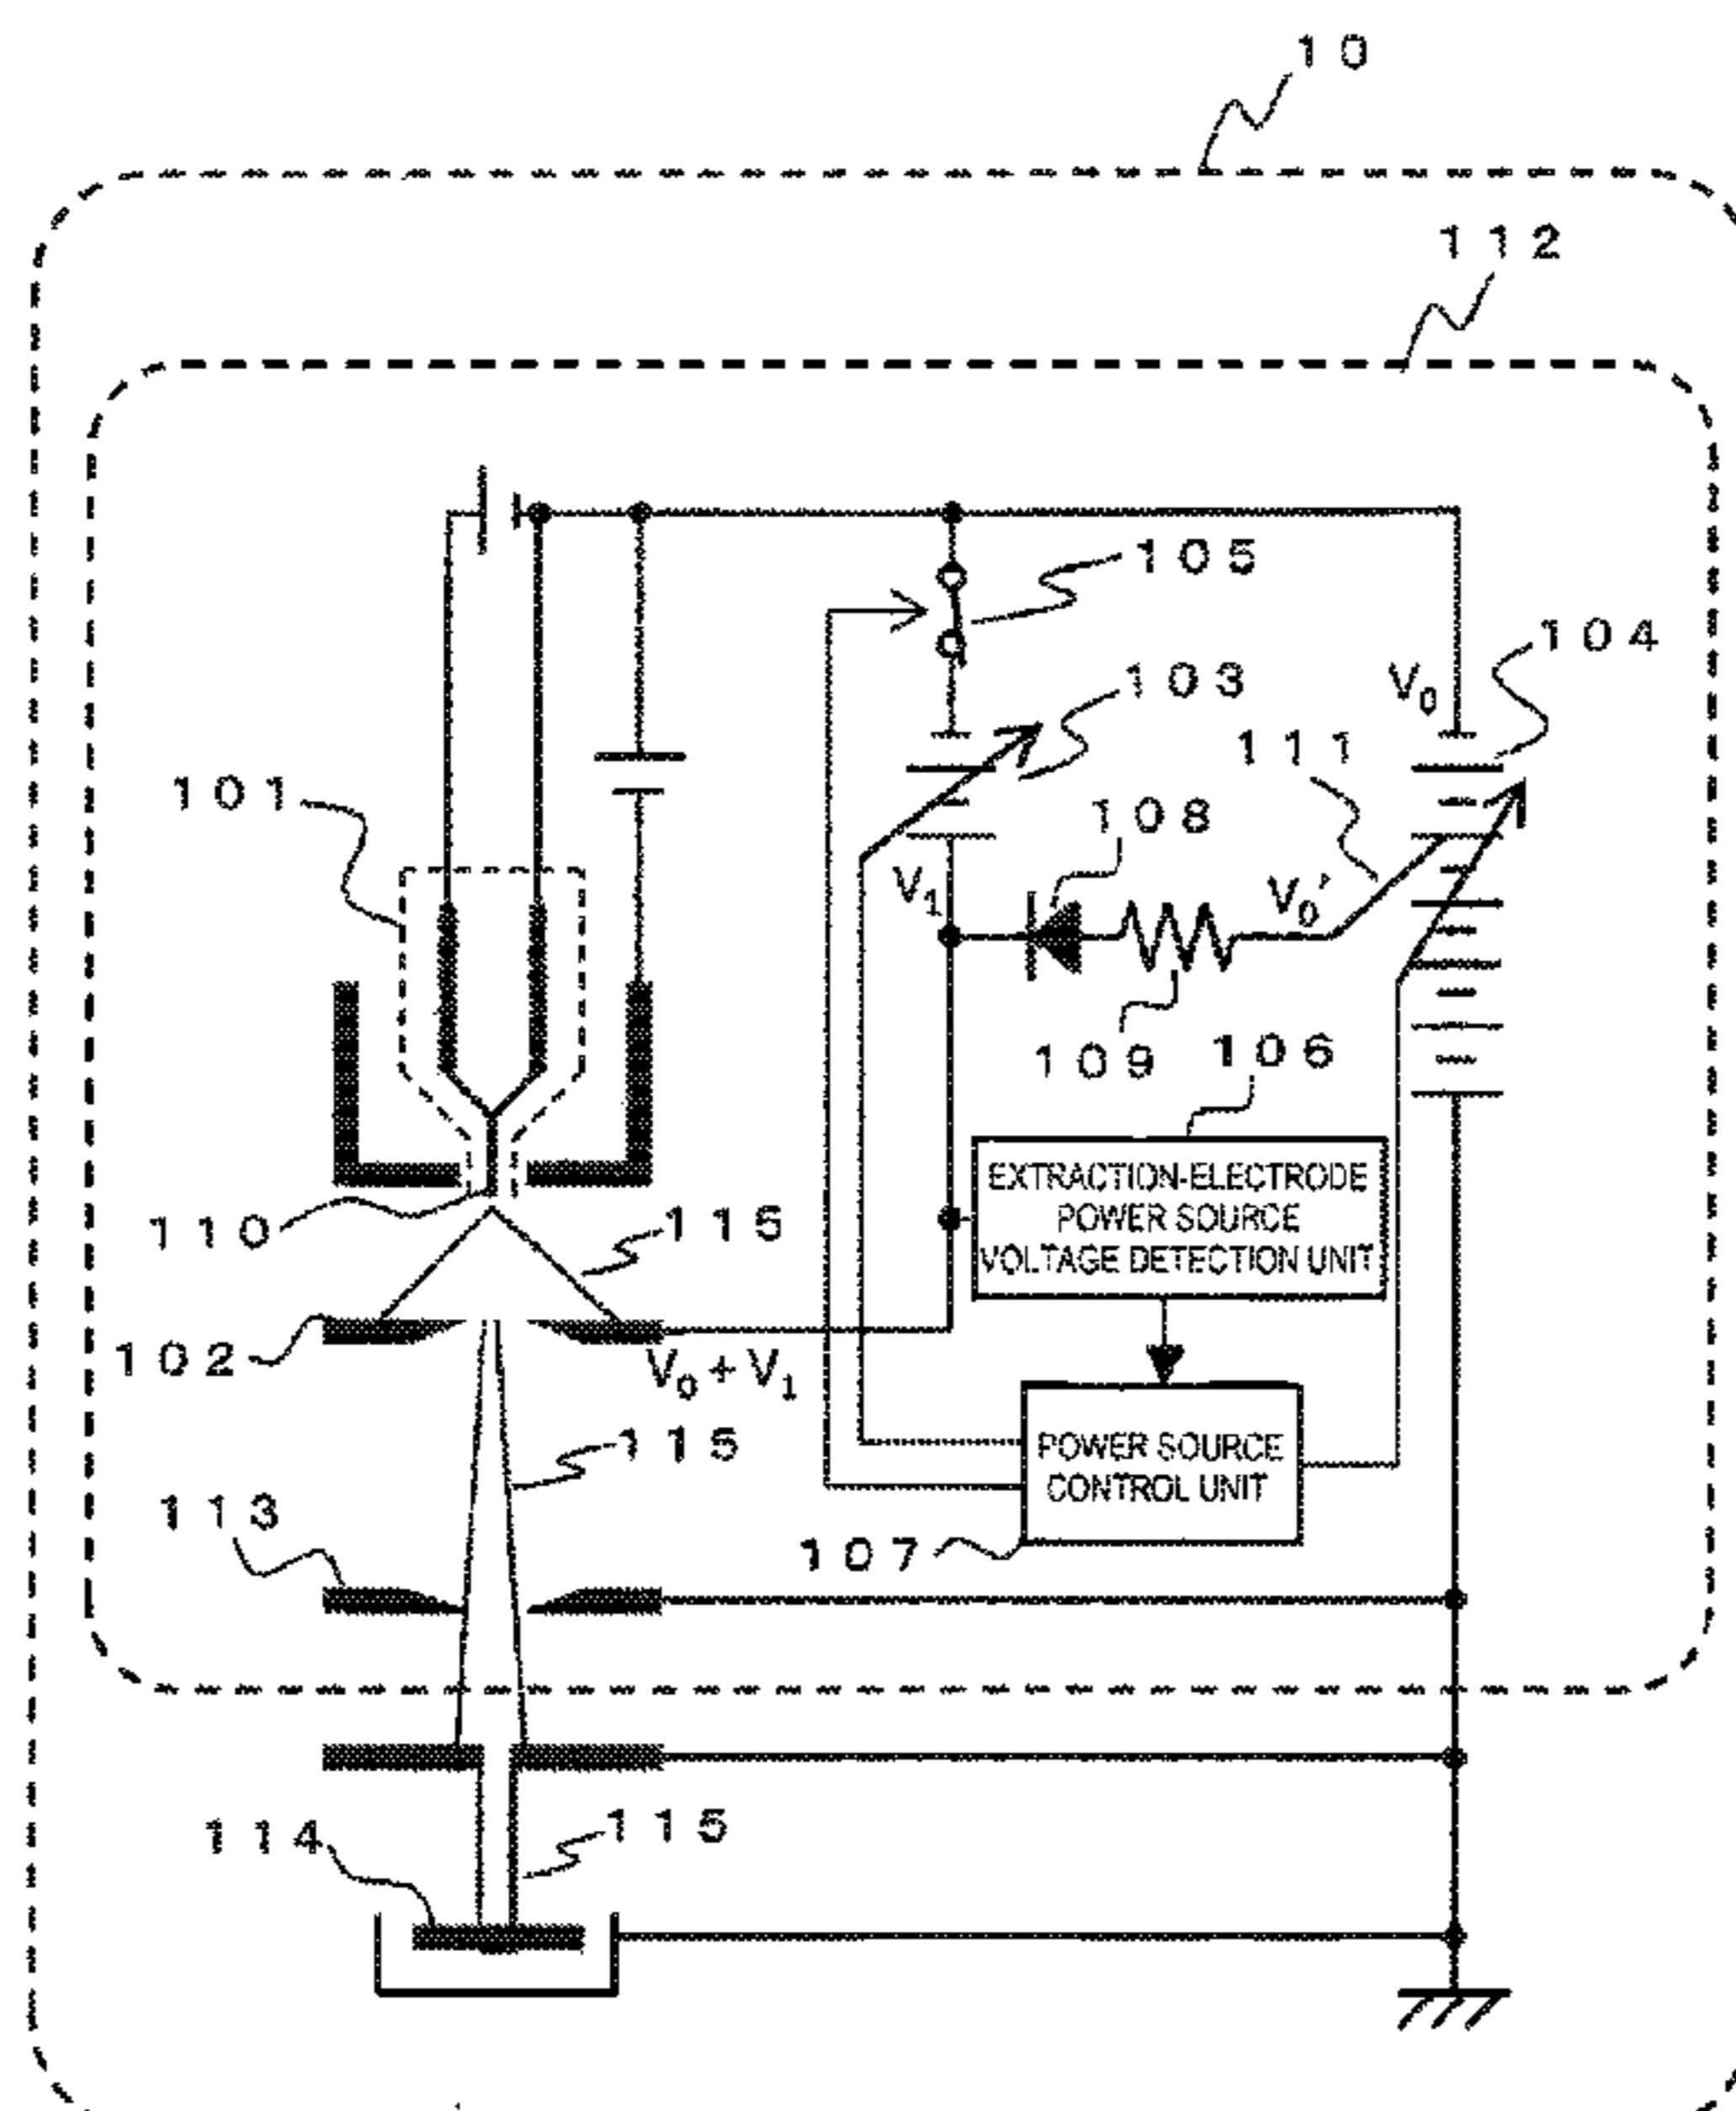 10
112
105
104
V₀
103
111
101
108
V₁
V₀'
109
106
EXTRACTION-ELECTRODE
POWER SOURCE
VOLTAGE DETECTION UNIT
110
115
102
V₀ + V₁
115
POWER SOURCE
CONTROL UNIT
113
107
115
114